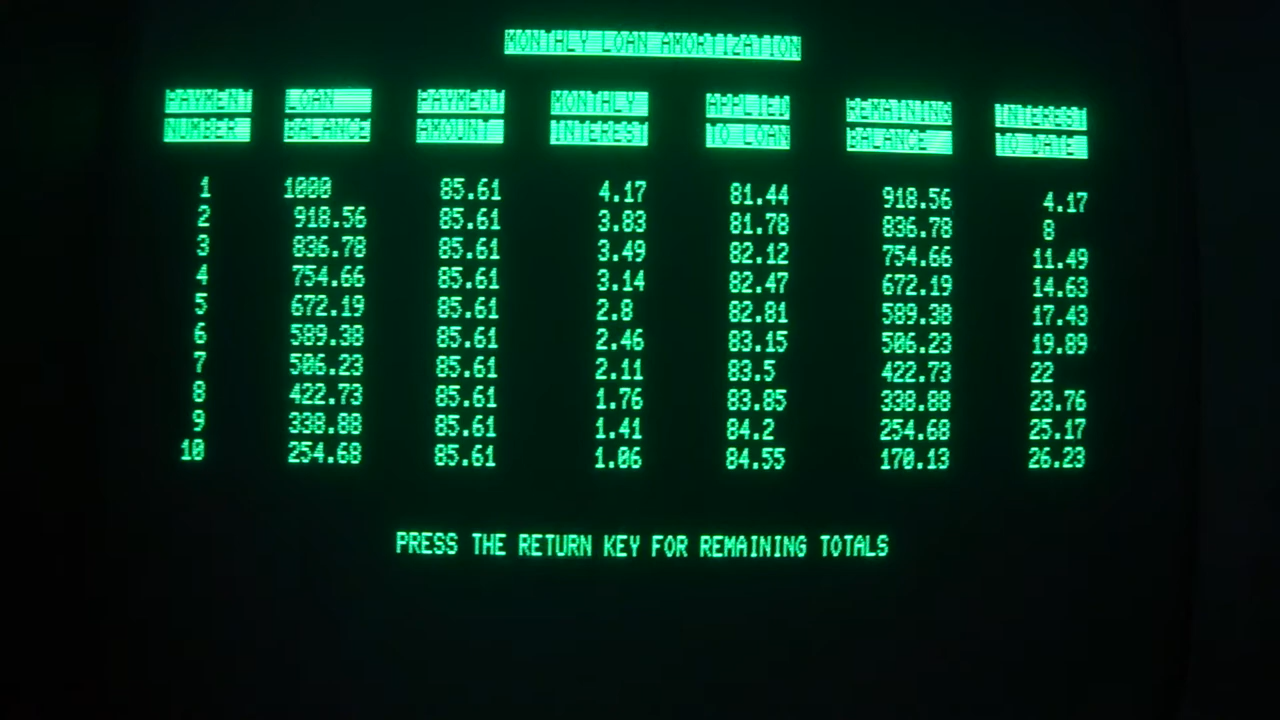 MONTHLY LOAN AMORTIZATION
PAYMENT LOAN PAYMENT MONTHLY APPLIED REMAINING INTEREST
NUMBER BALANCE AMOUNT INTEREST TO LOAN BALANCE TO DATE
1 1000 85.61 4.17 81.44 918.56 4.17
2 918.56 85.61 3.83 81.78 836.78 8
3 836.78 85.61 3.49 82.12 754.66 11.49
4 754.66 85.61 3.14 82.47 672.19 14.63
5 672.19 85.61 2.8 82.81 589.38 17.43
6 589.38 85.61 2.46 83.15 506.23 19.89
7 506.23 85.61 2.11 83.5 422.73 22
8 422.73 85.61 1.76 83.85 338.88 23.76
9 338.88 85.61 1.41 84.2 254.68 25.17
10 254.68 85.61 1.06 84.55 170.13 26.23
PRESS THE RETURN KEY FOR REMAINING TOTALS